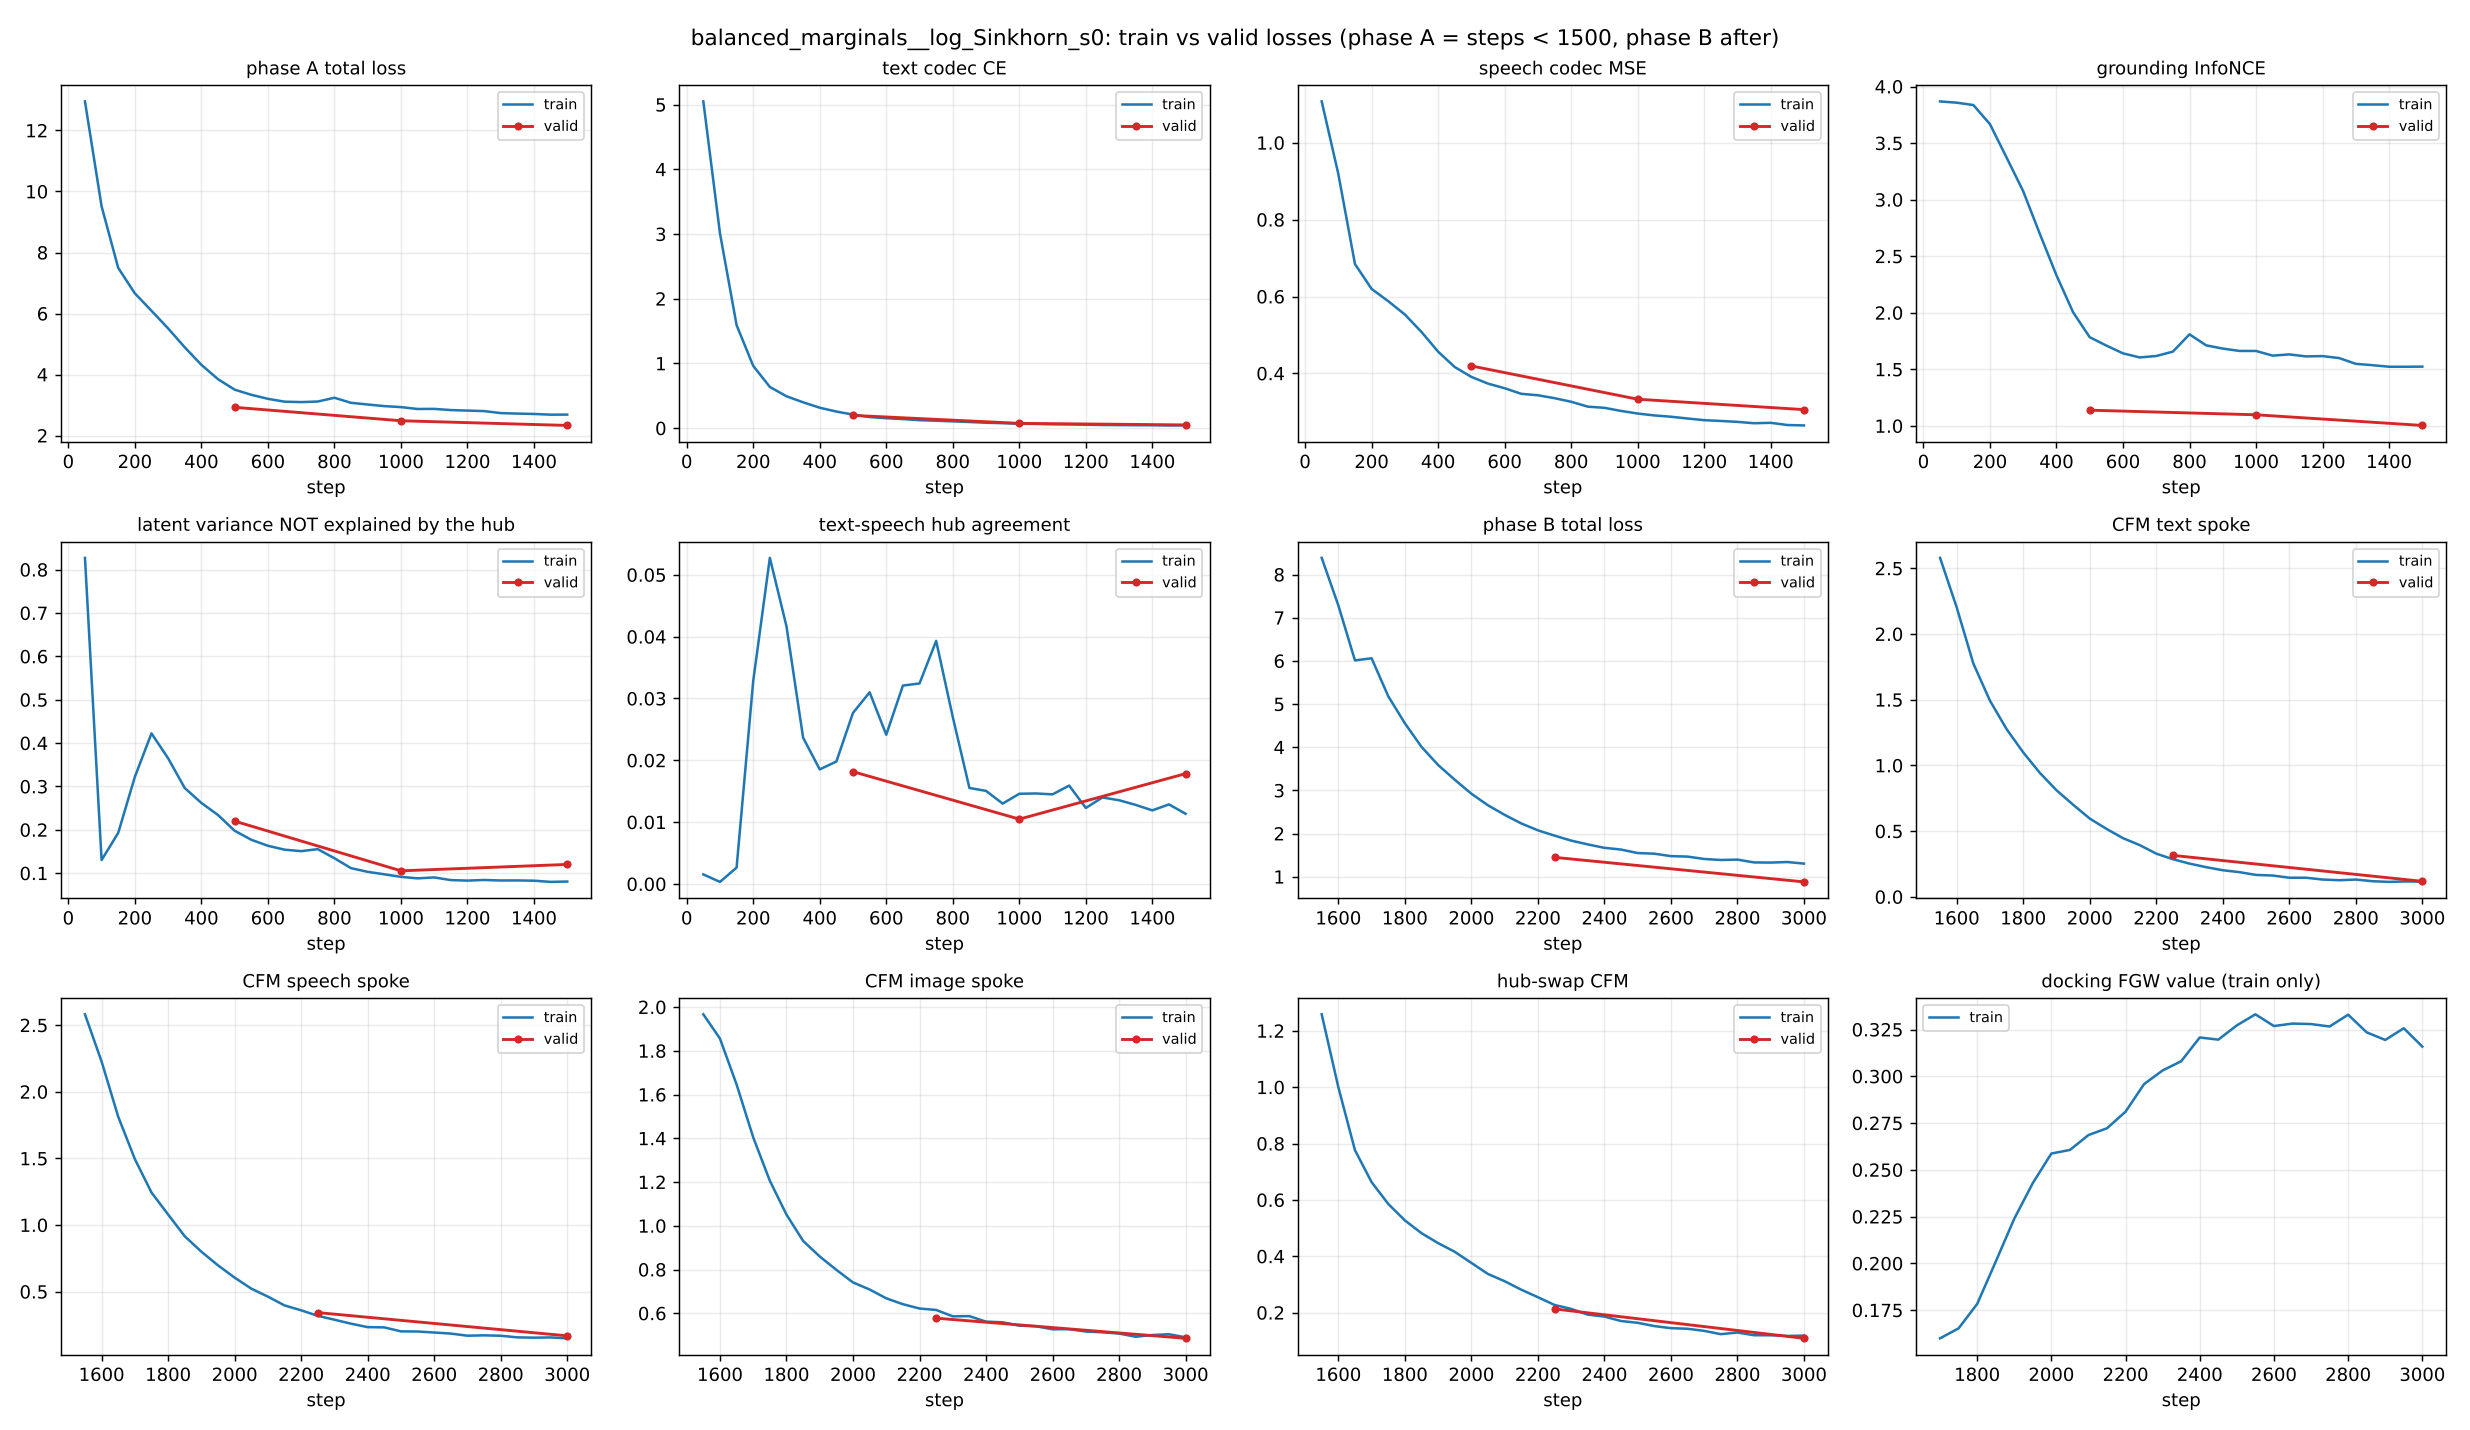 balanced_marginals__log_Sinkhorn_s0: train vs valid losses (phase A = steps < 1500, phase B after)
phase A total loss
train
valid
12
10
8
6
4
2
0 200 400 600 800 1000 1200 1400
step
text codec CE
train
valid
5
4
3
2
1
0
0 200 400 600 800 1000 1200 1400
step
speech codec MSE
train
valid
1.0
0.8
0.6
0.4
0 200 400 600 800 1000 1200 1400
step
grounding InfoNCE
train
valid
4.0
3.5
3.0
2.5
2.0
1.5
1.0
0 200 400 600 800 1000 1200 1400
step
latent variance NOT explained by the hub
train
valid
0.8
0.7
0.6
0.5
0.4
0.3
0.2
0.1
0 200 400 600 800 1000 1200 1400
step
text-speech hub agreement
train
valid
0.05
0.04
0.03
0.02
0.01
0.00
0 200 400 600 800 1000 1200 1400
step
phase B total loss
train
valid
8
7
6
5
4
3
2
1
1600 1800 2000 2200 2400 2600 2800 3000
step
CFM text spoke
train
valid
2.5
2.0
1.5
1.0
0.5
0.0
1600 1800 2000 2200 2400 2600 2800 3000
step
CFM speech spoke
train
valid
2.5
2.0
1.5
1.0
0.5
1600 1800 2000 2200 2400 2600 2800 3000
step
CFM image spoke
train
valid
2.0
1.8
1.6
1.4
1.2
1.0
0.8
0.6
1600 1800 2000 2200 2400 2600 2800 3000
step
hub-swap CFM
train
valid
1.2
1.0
0.8
0.6
0.4
0.2
1600 1800 2000 2200 2400 2600 2800 3000
step
docking FGW value (train only)
train
0.325
0.300
0.275
0.250
0.225
0.200
0.175
1800 2000 2200 2400 2600 2800 3000
step